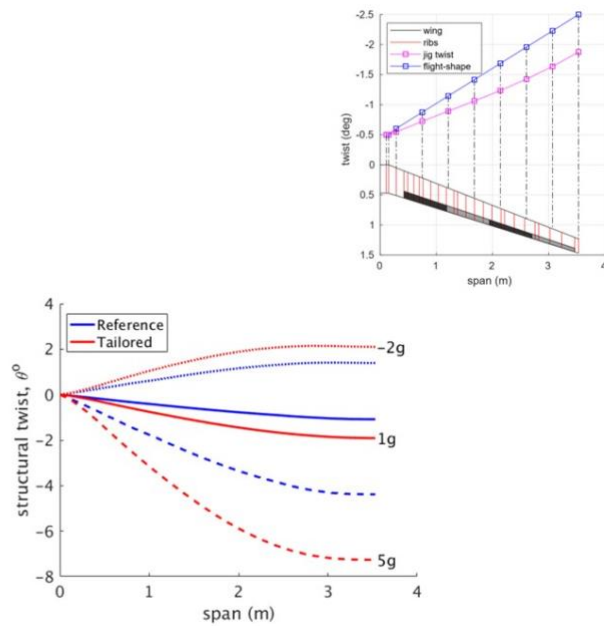 -2.5
-2
-1.5
-1
-0.5
0
0.5
1
1.5
twist (deg)
wing
ribs
jig twist
flight-shape
0 1 2 3 4
span (m)
4
2
0
-2
-4
-6
-8
structural twist, θº
Reference
Tailored
-2g
1g
5g
0 1 2 3 4
span (m)